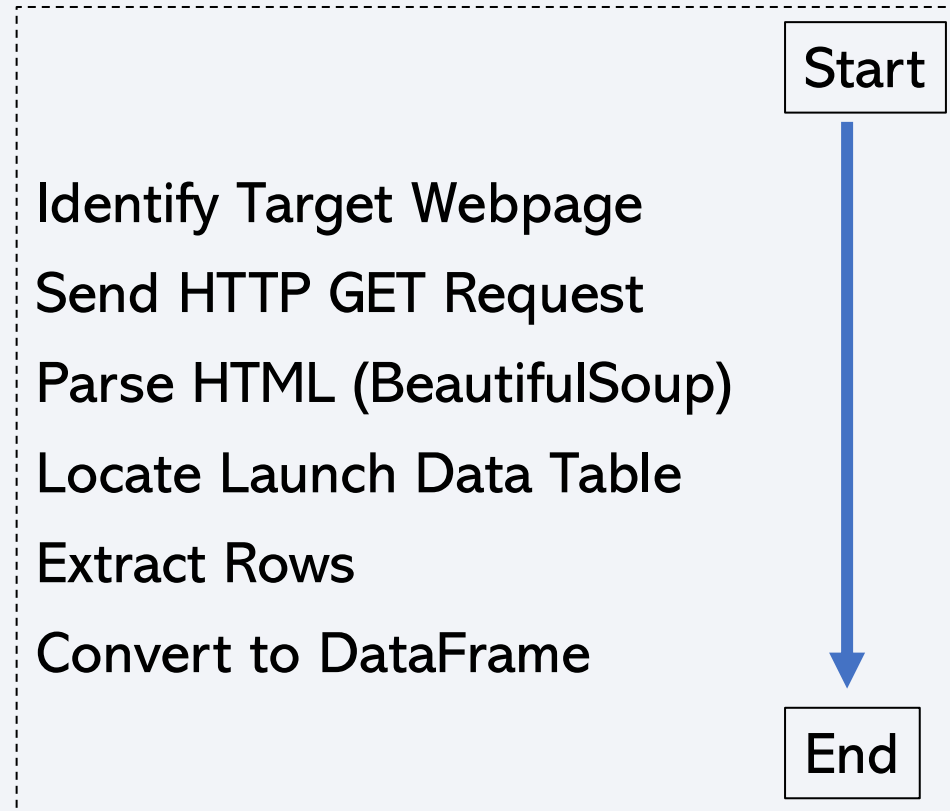 Start
Identify Target Webpage
Send HTTP GET Request
Parse HTML (BeautifulSoup)
Locate Launch Data Table
Extract Rows
Convert to DataFrame
End